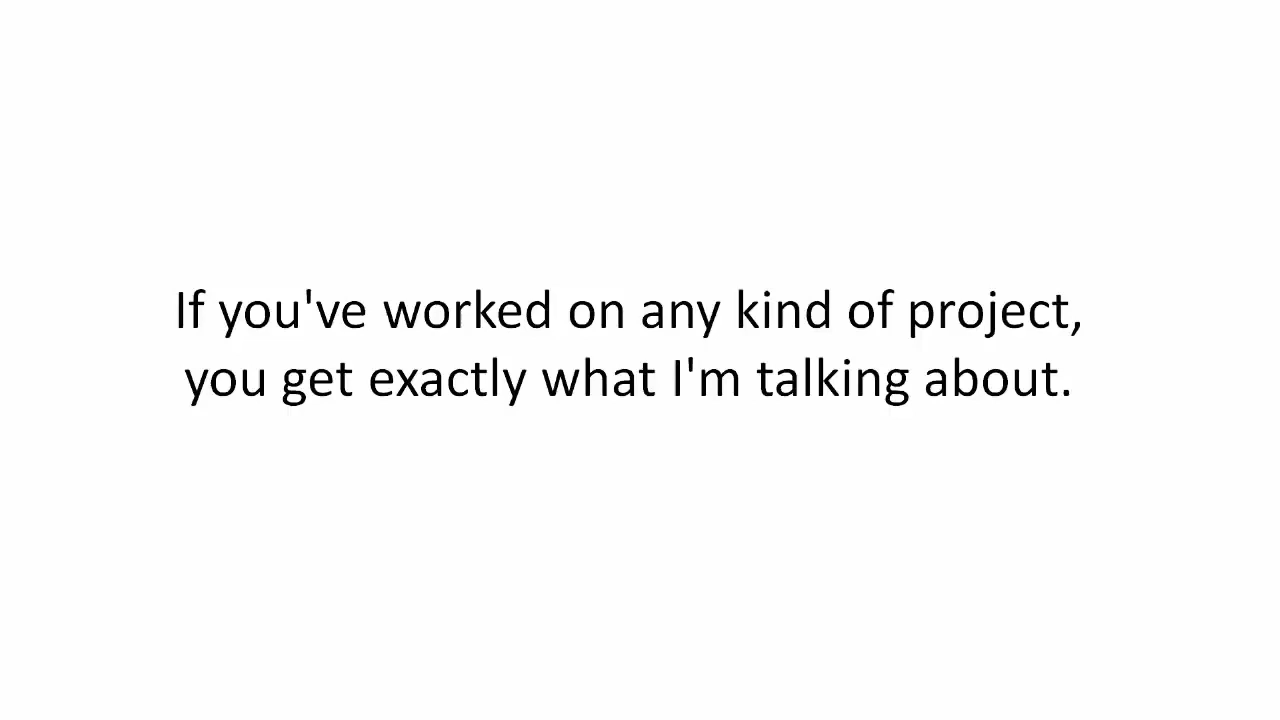 If you've worked on any kind of project,
you get exactly what I'm talking about.